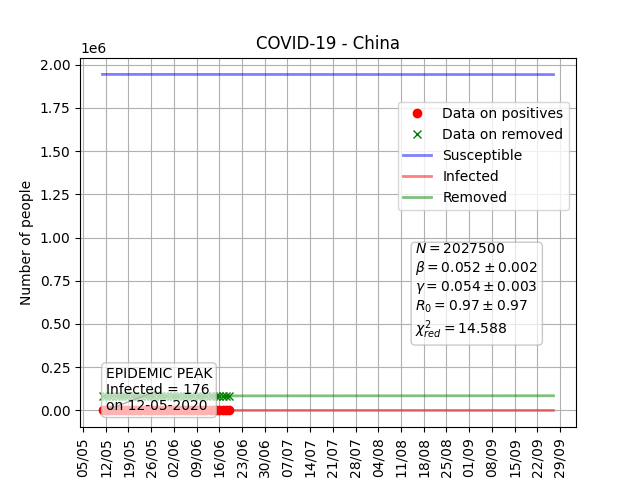 COVID-19 - China
1e6
2.00
1.75
1.50
1.25
1.00
0.75
0.50
0.25
0.00
Number of people
Data on positives
Data on removed
Susceptible
Infected
Removed
N = 2027500
β = 0.052 ± 0.002
γ = 0.054 ± 0.003
R₀ = 0.97 ± 0.97
χ²_red = 14.588
EPIDEMIC PEAK
Infected = 176
on 12-05-2020
05/05
12/05
19/05
26/05
02/06
09/06
16/06
23/06
30/06
07/07
14/07
21/07
28/07
04/08
11/08
18/08
25/08
01/09
08/09
15/09
22/09
29/09